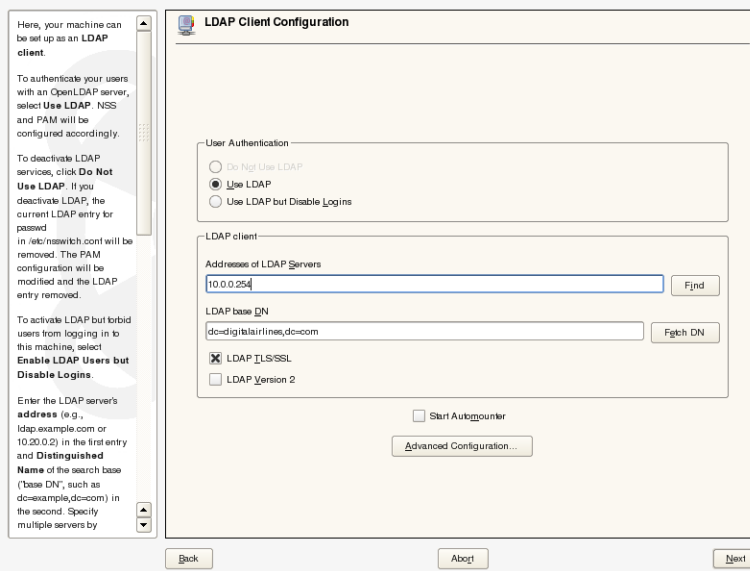 Here, your machine can
be set up as an LDAP
client.
To authenticate your users
with an OpenLDAP server,
select Use LDAP. NSS
and PAM will be
configured accordingly.
To deactivate LDAP
services, click Do Not
Use LDAP. If you
deactivate LDAP, the
current LDAP entry for
passwd
in /etc/nsswitch.conf will be
removed. The PAM
configuration will be
modified and the LDAP
entry removed.
To activate LDAP but forbid
users from logging in to
this machine, select
Enable LDAP Users but
Disable Logins.
Enter the LDAP server's
address (e.g.,
ldap.example.com or
10.20.0.2) in the first entry
and Distinguished
Name of the search base
("base DN", such as
dc=example,dc=com) in
the second. Specify
multiple servers by
LDAP Client Configuration
User Authentication
Do Not Use LDAP
Use LDAP
Use LDAP but Disable Logins
LDAP client
Addresses of LDAP Servers
10.0.0.254
Find
LDAP base DN
dc=digitalairlines,dc=com
Fetch DN
LDAP TLS/SSL
LDAP Version 2
Start Automounter
Advanced Configuration...
Back
Abort
Next